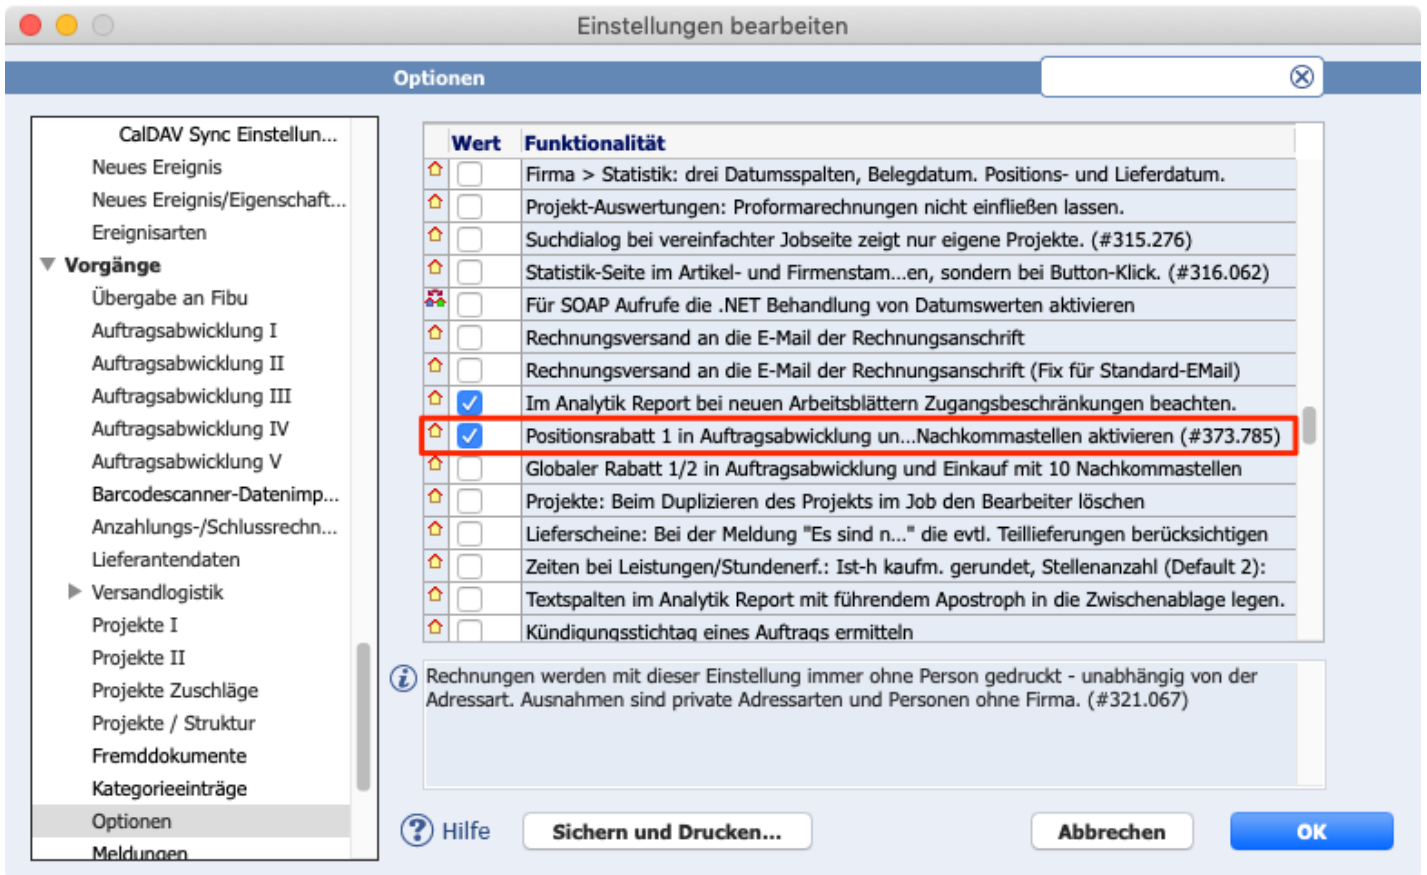 Einstellungen bearbeiten
Optionen
CalDAV Sync Einstellun...
Neues Ereignis
Neues Ereignis/Eigenschaft...
Ereignisarten
Vorgänge
Übergabe an Fibu
Auftragsabwicklung I
Auftragsabwicklung II
Auftragsabwicklung III
Auftragsabwicklung IV
Auftragsabwicklung V
Barcodescanner-Datenimp...
Anzahlungs-/Schlussrechn...
Lieferantendaten
Versandlogistik
Projekte I
Projekte II
Projekte Zuschläge
Projekte / Struktur
Fremddokumente
Kategorieeinträge
Optionen
Meldungen
Wert Funktionalität
Firma > Statistik: drei Datumsspalten, Belegdatum. Positions- und Lieferdatum.
Projekt-Auswertungen: Proformarechnungen nicht einfließen lassen.
Suchdialog bei vereinfachter Jobseite zeigt nur eigene Projekte. (#315.276)
Statistik-Seite im Artikel- und Firmenstam...en, sondern bei Button-Klick. (#316.062)
Für SOAP Aufrufe die .NET Behandlung von Datumswerten aktivieren
Rechnungsversand an die E-Mail der Rechnungsanschrift
Rechnungsversand an die E-Mail der Rechnungsanschrift (Fix für Standard-EMail)
Im Analytik Report bei neuen Arbeitsblättern Zugangsbeschränkungen beachten.
Positionsrabatt 1 in Auftragsabwicklung un...Nachkommastellen aktivieren (#373.785)
Globaler Rabatt 1/2 in Auftragsabwicklung und Einkauf mit 10 Nachkommastellen
Projekte: Beim Duplizieren des Projekts im Job den Bearbeiter löschen
Lieferscheine: Bei der Meldung "Es sind n..." die evtl. Teillieferungen berücksichtigen
Zeiten bei Leistungen/Stundenerf.: Ist-h kaufm. gerundet, Stellenanzahl (Default 2):
Textspalten im Analytik Report mit führendem Apostroph in die Zwischenablage legen.
Kündigungsstichtag eines Auftrags ermitteln
Rechnungen werden mit dieser Einstellung immer ohne Person gedruckt - unabhängig von der
Adressart. Ausnahmen sind private Adressarten und Personen ohne Firma. (#321.067)
? Hilfe
Sichern und Drucken...
Abbrechen
OK